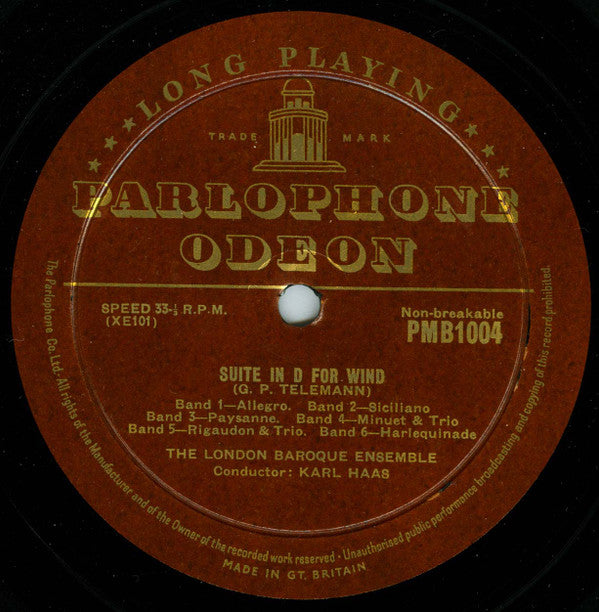 LONG PLAYING
TRADE MARK
PARLOPHONE
ODEON
SPEED 33-⅓ R.P.M.
(XE101)
Non-breakable
PMB1004
SUITE IN D FOR WIND
(G. P. TELEMANN)
Band 1—Allegro. Band 2—Siciliano
Band 3—Paysanne. Band 4—Minuet & Trio
Band 5—Rigaudon & Trio. Band 6—Harlequinade
THE LONDON BAROQUE ENSEMBLE
Conductor: KARL HAAS
The Parlophone Co. Ltd. All rights of the Manufacturer and of the Owner of the recorded work reserved · Unauthorised public performance broadcasting and copying of this record prohibited.
MADE IN GT. BRITAIN